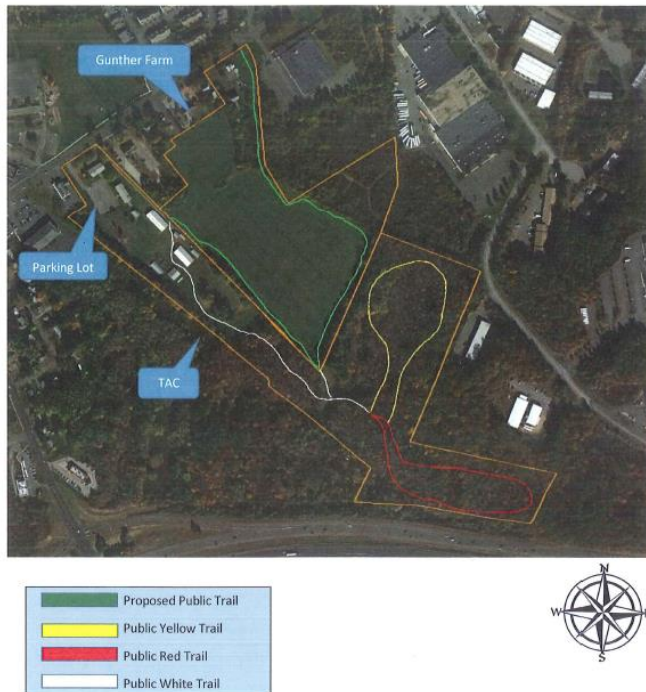 Gunther Farm
Parking Lot
TAC
N
W
S
Proposed Public Trail
Public Yellow Trail
Public Red Trail
Public White Trail